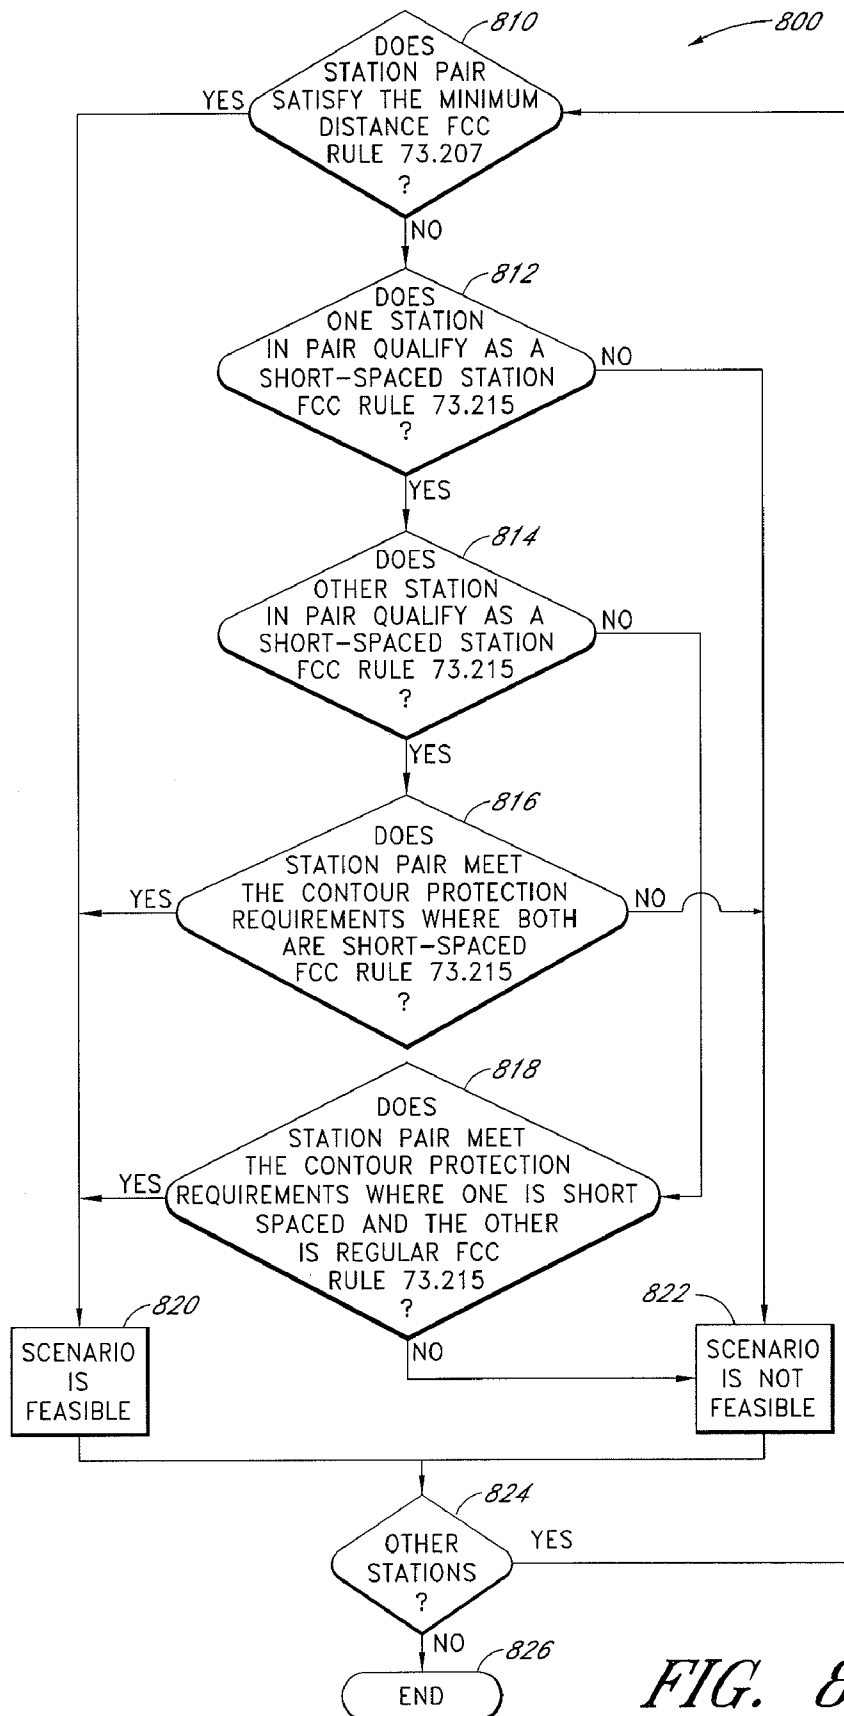 810
800
DOES
STATION PAIR
SATISFY THE MINIMUM
DISTANCE FCC
RULE 73.207
?
YES
NO
812
DOES
ONE STATION
IN PAIR QUALIFY AS A
SHORT-SPACED STATION
FCC RULE 73.215
?
NO
YES
814
DOES
OTHER STATION
IN PAIR QUALIFY AS A
SHORT-SPACED STATION
FCC RULE 73.215
?
NO
YES
816
DOES
STATION PAIR MEET
THE CONTOUR PROTECTION
REQUIREMENTS WHERE BOTH
ARE SHORT-SPACED
FCC RULE 73.215
?
YES
NO
818
DOES
STATION PAIR MEET
THE CONTOUR PROTECTION
REQUIREMENTS WHERE ONE IS SHORT
SPACED AND THE OTHER
IS REGULAR FCC
RULE 73.215
?
YES
NO
820
SCENARIO
IS
FEASIBLE
822
SCENARIO
IS NOT
FEASIBLE
824
OTHER
STATIONS
?
YES
NO
826
END
FIG. 8